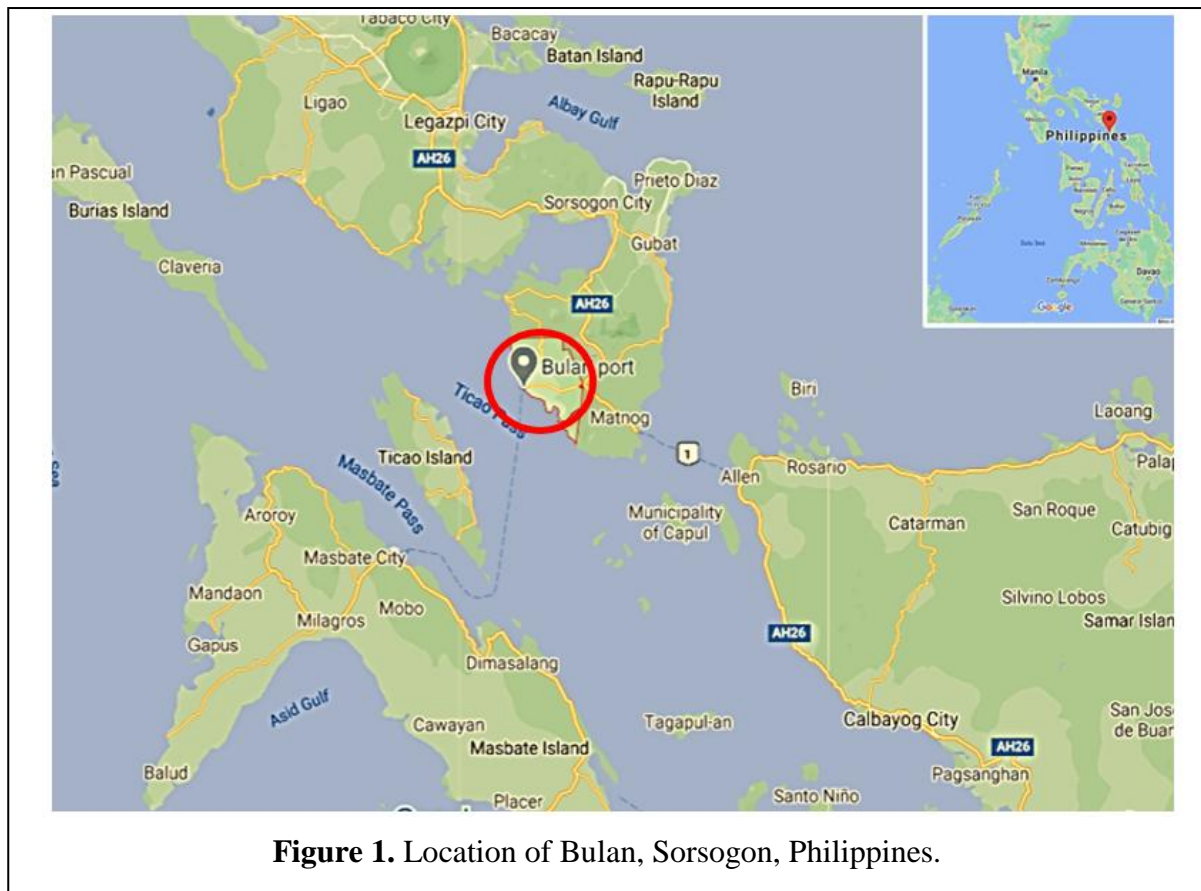 Tabaco City
Bacacay
Batan Island
Rapu-Rapu
Island
Ligao
Albay Gulf
Legazpi City
AH26
Prieto Diaz
Sorsogon City
Gubat
n Pascual
Burias Island
Claveria
AH26
Bulan port
Ticao Pass
Matnog
Biri
Laoang
Ticao Island
1
Allen
Rosario
Palap
Masbate Pass
Municipality
of Capul
Aroroy
Catarman
San Roque
Catubig
Masbate City
Mandaon
Mobo
Silvino Lobos
Milagros
Samar Islan
Gapus
AH26
Dimasalang
Asid Gulf
Cawayan
Tagapul-an
Calbayog City
San Jos
de Buar
Masbate Island
AH26
Balud
Pagsanghan
Placer
Santo Niño
Manila
Philippines
Davao
Google
Figure 1. Location of Bulan, Sorsogon, Philippines.